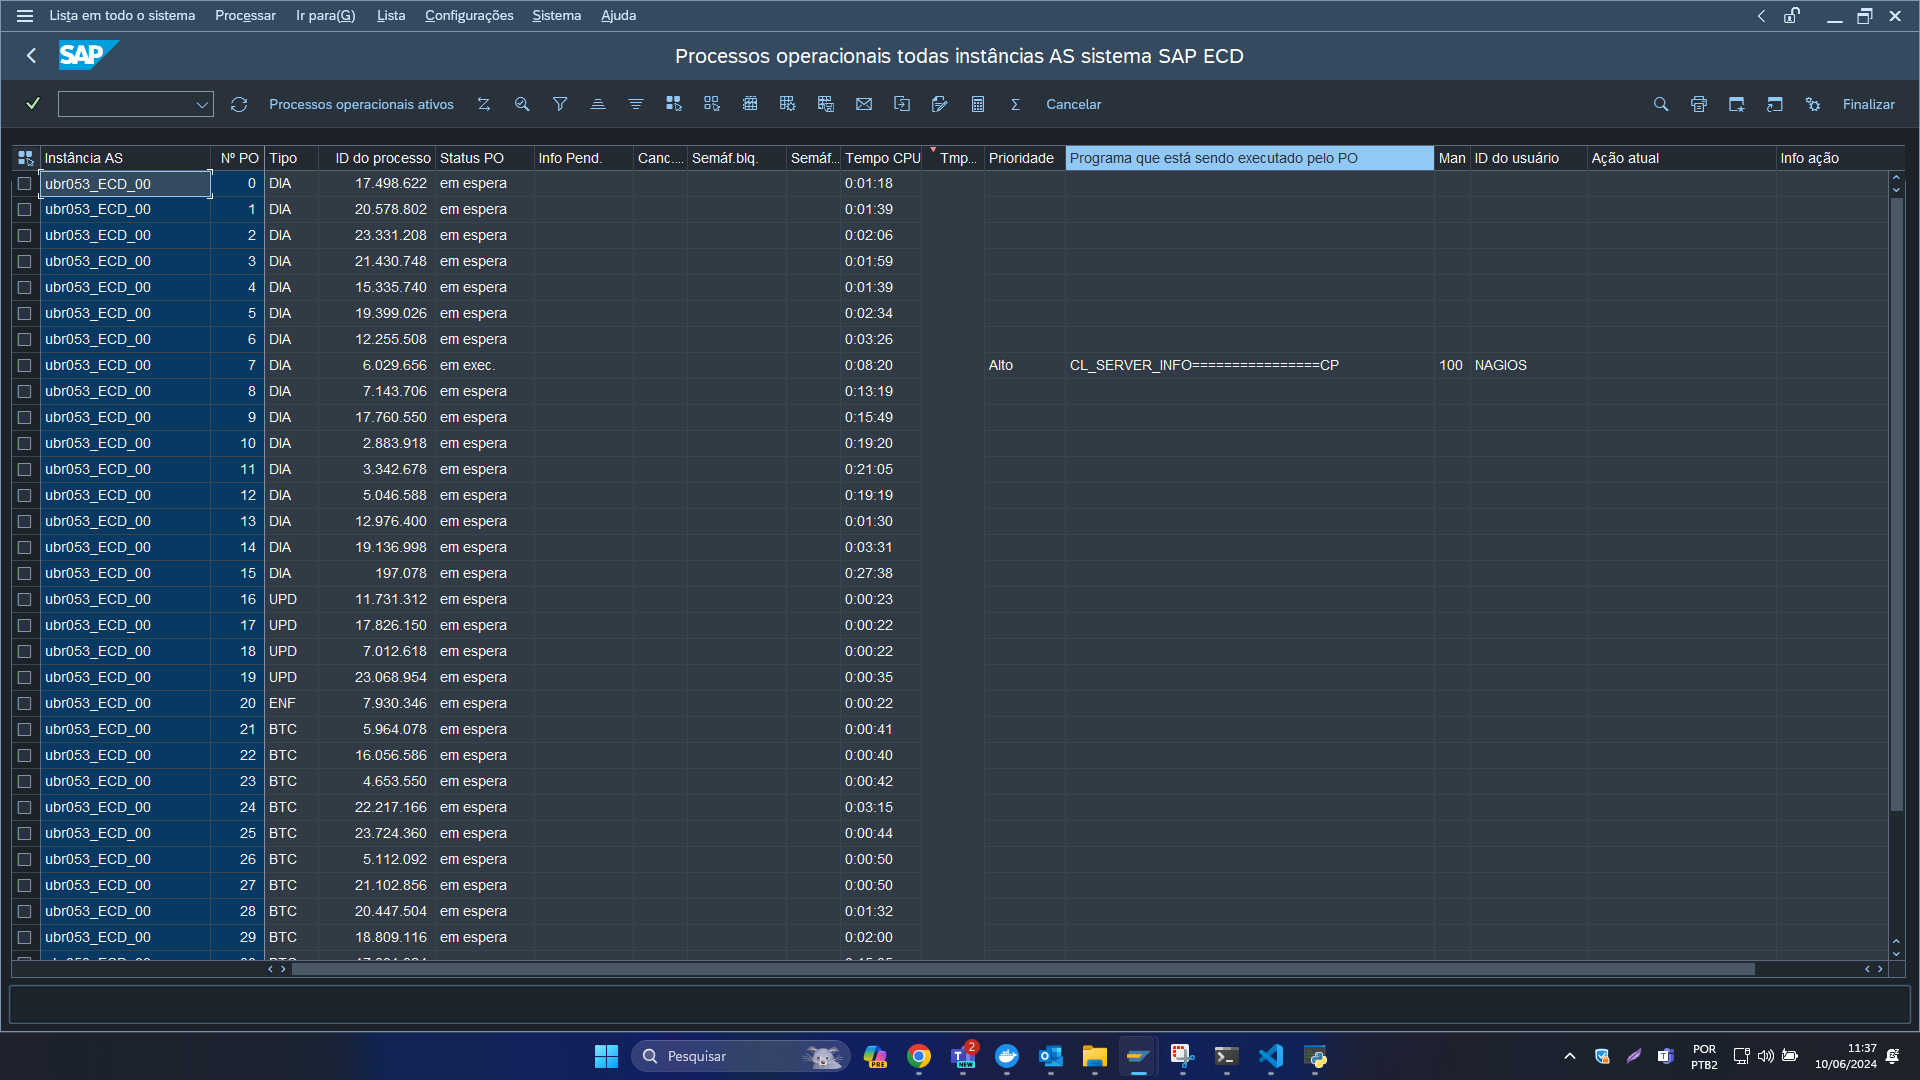 Lista em todo o sistema Processar Ir para(G) Lista Configurações Sistema Ajuda
SAP Processos operacionais todas instâncias AS sistema SAP ECD
Processos operacionais ativos Cancelar Finalizar
Instância AS Nº PO Tipo ID do processo Status PO Info Pend. Canc.... Semáf.blq. Semáf... Tempo CPU Tmp... Prioridade Programa que está sendo executado pelo PO Man ID do usuário Ação atual Info ação
ubr053_ECD_00 0 DIA 17.498.622 em espera 0:01:18
ubr053_ECD_00 1 DIA 20.578.802 em espera 0:01:39
ubr053_ECD_00 2 DIA 23.331.208 em espera 0:02:06
ubr053_ECD_00 3 DIA 21.430.748 em espera 0:01:59
ubr053_ECD_00 4 DIA 15.335.740 em espera 0:01:39
ubr053_ECD_00 5 DIA 19.399.026 em espera 0:02:34
ubr053_ECD_00 6 DIA 12.255.508 em espera 0:03:26
ubr053_ECD_00 7 DIA 6.029.656 em exec. 0:08:20 Alto CL_SERVER_INFO================CP 100 NAGIOS
ubr053_ECD_00 8 DIA 7.143.706 em espera 0:13:19
ubr053_ECD_00 9 DIA 17.760.550 em espera 0:15:49
ubr053_ECD_00 10 DIA 2.883.918 em espera 0:19:20
ubr053_ECD_00 11 DIA 3.342.678 em espera 0:21:05
ubr053_ECD_00 12 DIA 5.046.588 em espera 0:19:19
ubr053_ECD_00 13 DIA 12.976.400 em espera 0:01:30
ubr053_ECD_00 14 DIA 19.136.998 em espera 0:03:31
ubr053_ECD_00 15 DIA 197.078 em espera 0:27:38
ubr053_ECD_00 16 UPD 11.731.312 em espera 0:00:23
ubr053_ECD_00 17 UPD 17.826.150 em espera 0:00:22
ubr053_ECD_00 18 UPD 7.012.618 em espera 0:00:22
ubr053_ECD_00 19 UPD 23.068.954 em espera 0:00:35
ubr053_ECD_00 20 ENF 7.930.346 em espera 0:00:22
ubr053_ECD_00 21 BTC 5.964.078 em espera 0:00:41
ubr053_ECD_00 22 BTC 16.056.586 em espera 0:00:40
ubr053_ECD_00 23 BTC 4.653.550 em espera 0:00:42
ubr053_ECD_00 24 BTC 22.217.166 em espera 0:03:15
ubr053_ECD_00 25 BTC 23.724.360 em espera 0:00:44
ubr053_ECD_00 26 BTC 5.112.092 em espera 0:00:50
ubr053_ECD_00 27 BTC 21.102.856 em espera 0:00:50
ubr053_ECD_00 28 BTC 20.447.504 em espera 0:01:32
ubr053_ECD_00 29 BTC 18.809.116 em espera 0:02:00
Pesquisar PRE 2 NEW POR 11:37
PTB2 10/06/2024